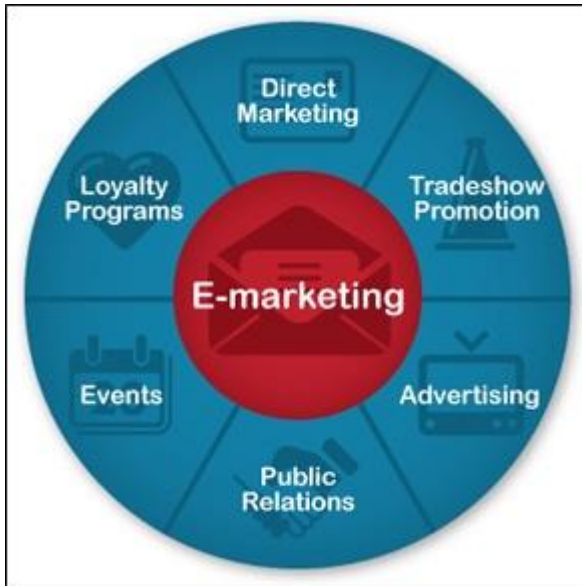 Direct
Marketing
Tradeshow
Promotion
Advertising
Public
Relations
Events
Loyalty
Programs
E-marketing